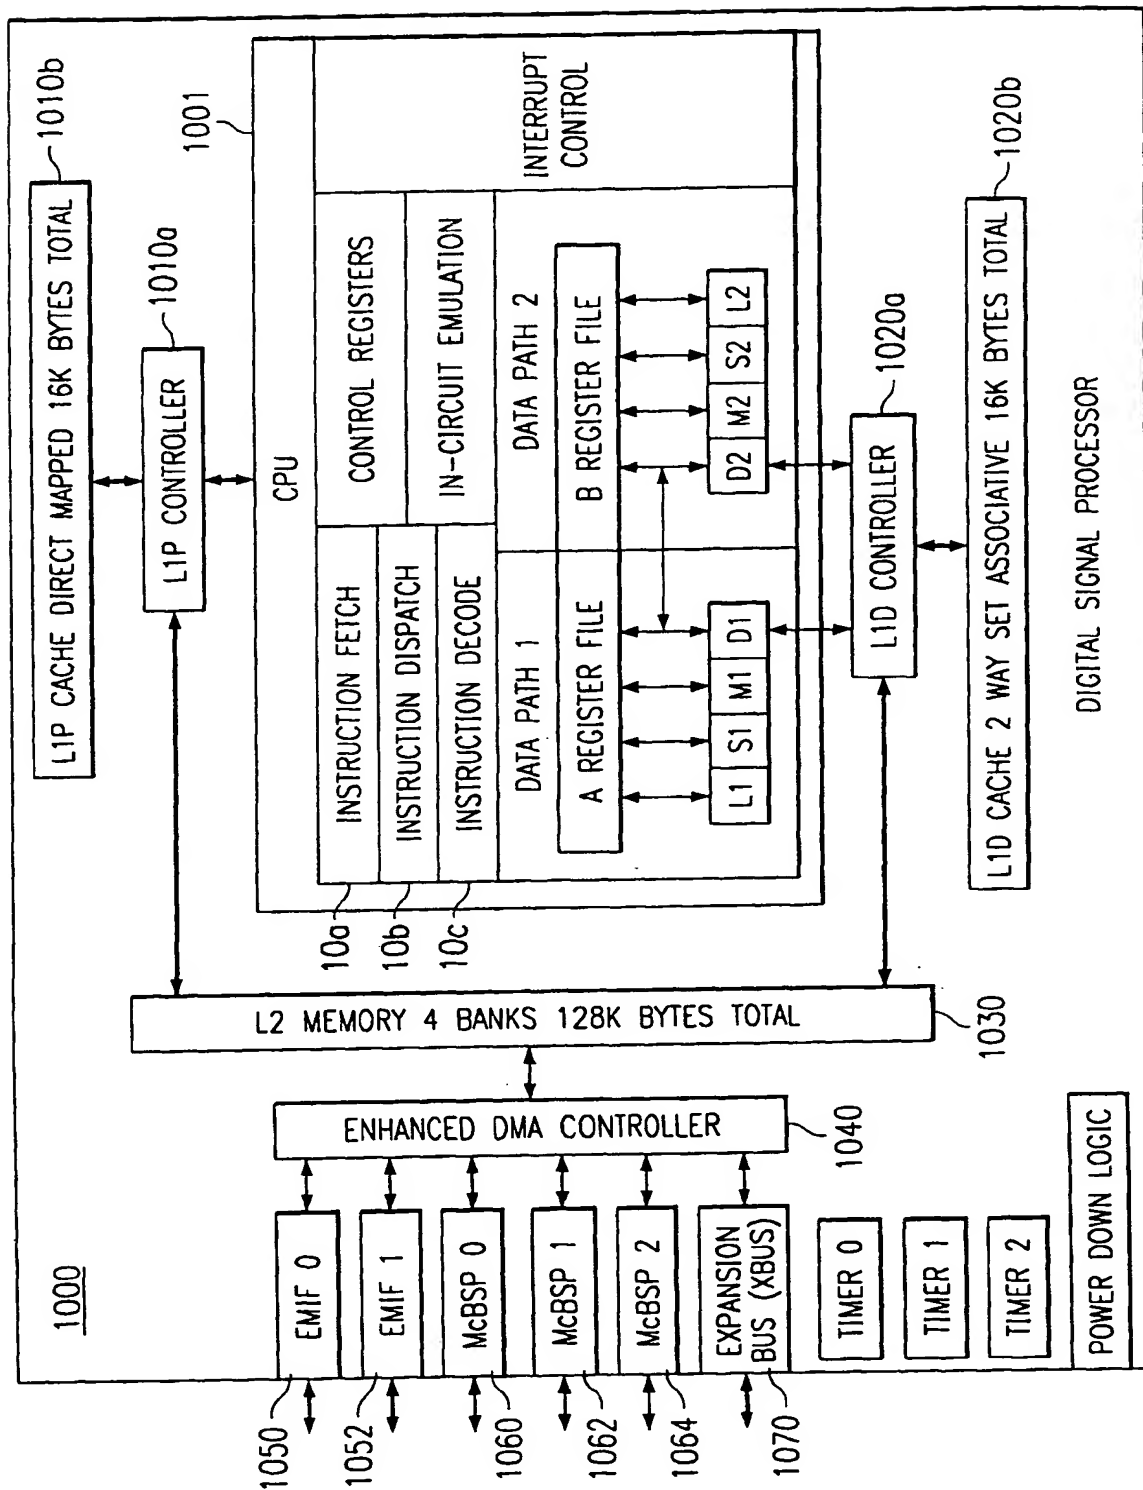 1000
1050
EMIF 0
1052
EMIF 1
1060
McBSP 0
1062
McBSP 1
1064
McBSP 2
1070
EXPANSION
BUS (XBUS)
TIMER 0
TIMER 1
TIMER 2
POWER DOWN LOGIC
ENHANCED DMA CONTROLLER
1040
L2 MEMORY 4 BANKS 128K BYTES TOTAL
1030
L1P CACHE DIRECT MAPPED 16K BYTES TOTAL
1010b
L1P CONTROLLER
1010a
1001
CPU
10a
INSTRUCTION FETCH
10b
INSTRUCTION DISPATCH
10c
INSTRUCTION DECODE
CONTROL REGISTERS
IN-CIRCUIT EMULATION
INTERRUPT
CONTROL
DATA PATH 1
DATA PATH 2
A REGISTER FILE
B REGISTER FILE
L1 S1 M1 D1
D2 M2 S2 L2
L1D CONTROLLER
1020a
L1D CACHE 2 WAY SET ASSOCIATIVE 16K BYTES TOTAL
1020b
DIGITAL SIGNAL PROCESSOR